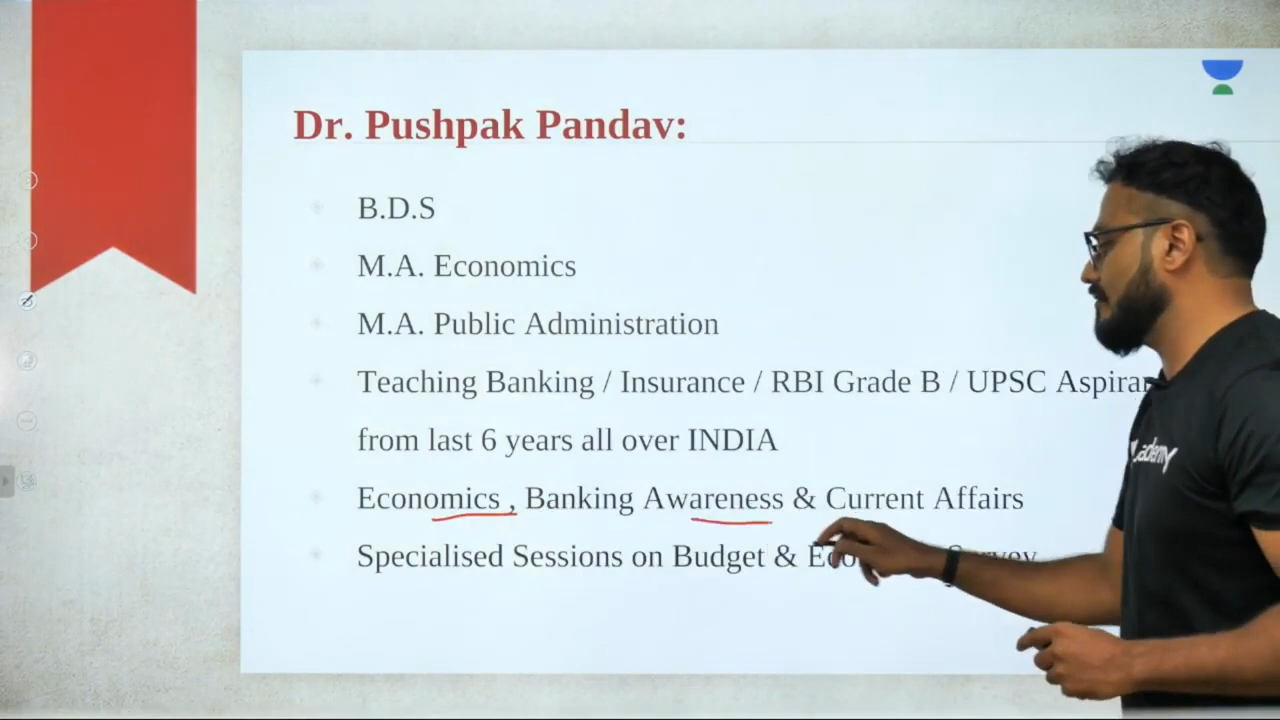 Dr. Pushpak Pandav:
B.D.S
M.A. Economics
M.A. Public Administration
Teaching Banking / Insurance / RBI Grade B / UPSC
from last 6 years all over INDIA
Economics , Banking Awareness & Current Affairs
Specialised Sessions on Budget & Survey